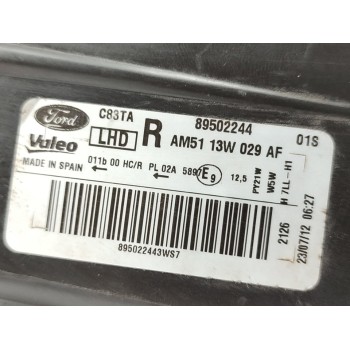 Ford C83TA 89502244 01S
Valeo LHD R AM51 13W 029 AF
MADE IN SPAIN 011b 00 HC/R PL 02A 5897 E9 12,5
PY21W
W5W
H7LL-H1
2126
23/07/12 06:27
895022443WS7